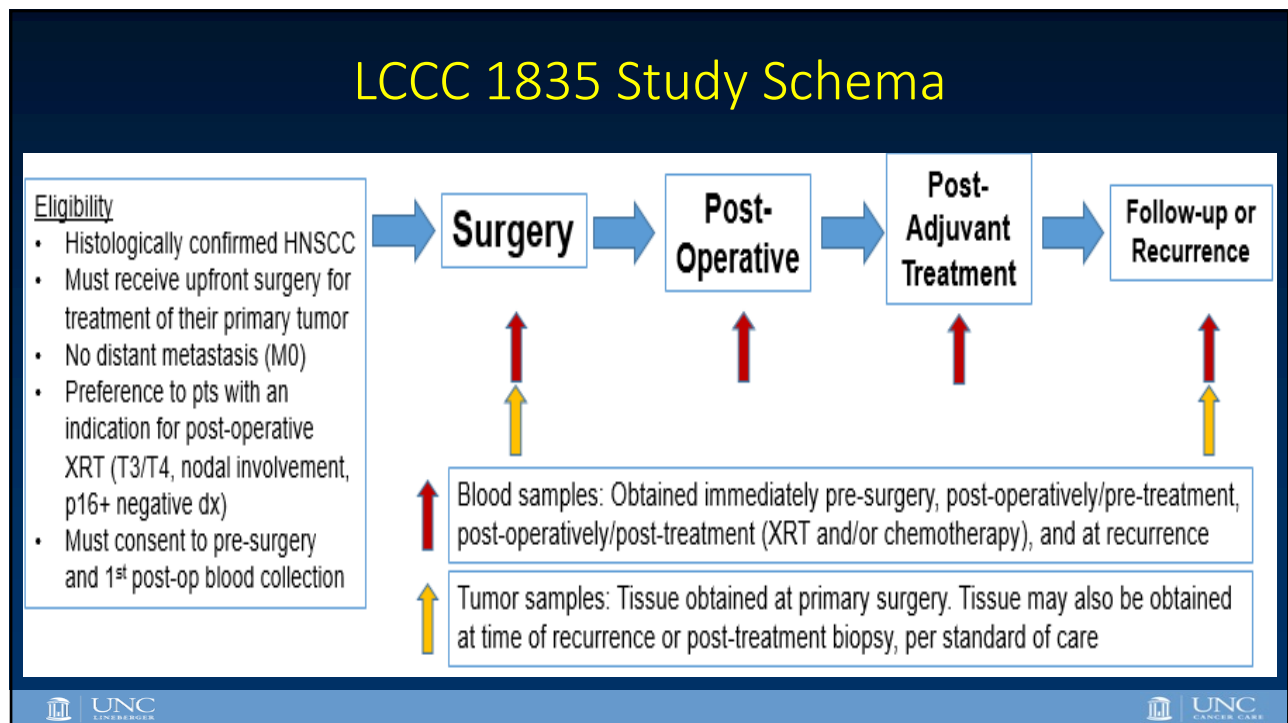 LCCC 1835 Study Schema
Eligibility
• Histologically confirmed HNSCC
• Must receive upfront surgery for
treatment of their primary tumor
• No distant metastasis (M0)
• Preference to pts with an
indication for post-operative
XRT (T3/T4, nodal involvement,
p16+ negative dx)
• Must consent to pre-surgery
and 1st post-op blood collection
Surgery
Post-
Operative
Post-
Adjuvant
Treatment
Follow-up or
Recurrence
Blood samples: Obtained immediately pre-surgery, post-operatively/pre-treatment,
post-operatively/post-treatment (XRT and/or chemotherapy), and at recurrence
Tumor samples: Tissue obtained at primary surgery. Tissue may also be obtained
at time of recurrence or post-treatment biopsy, per standard of care
UNC
LINEBERGER
UNC
CANCER CARE